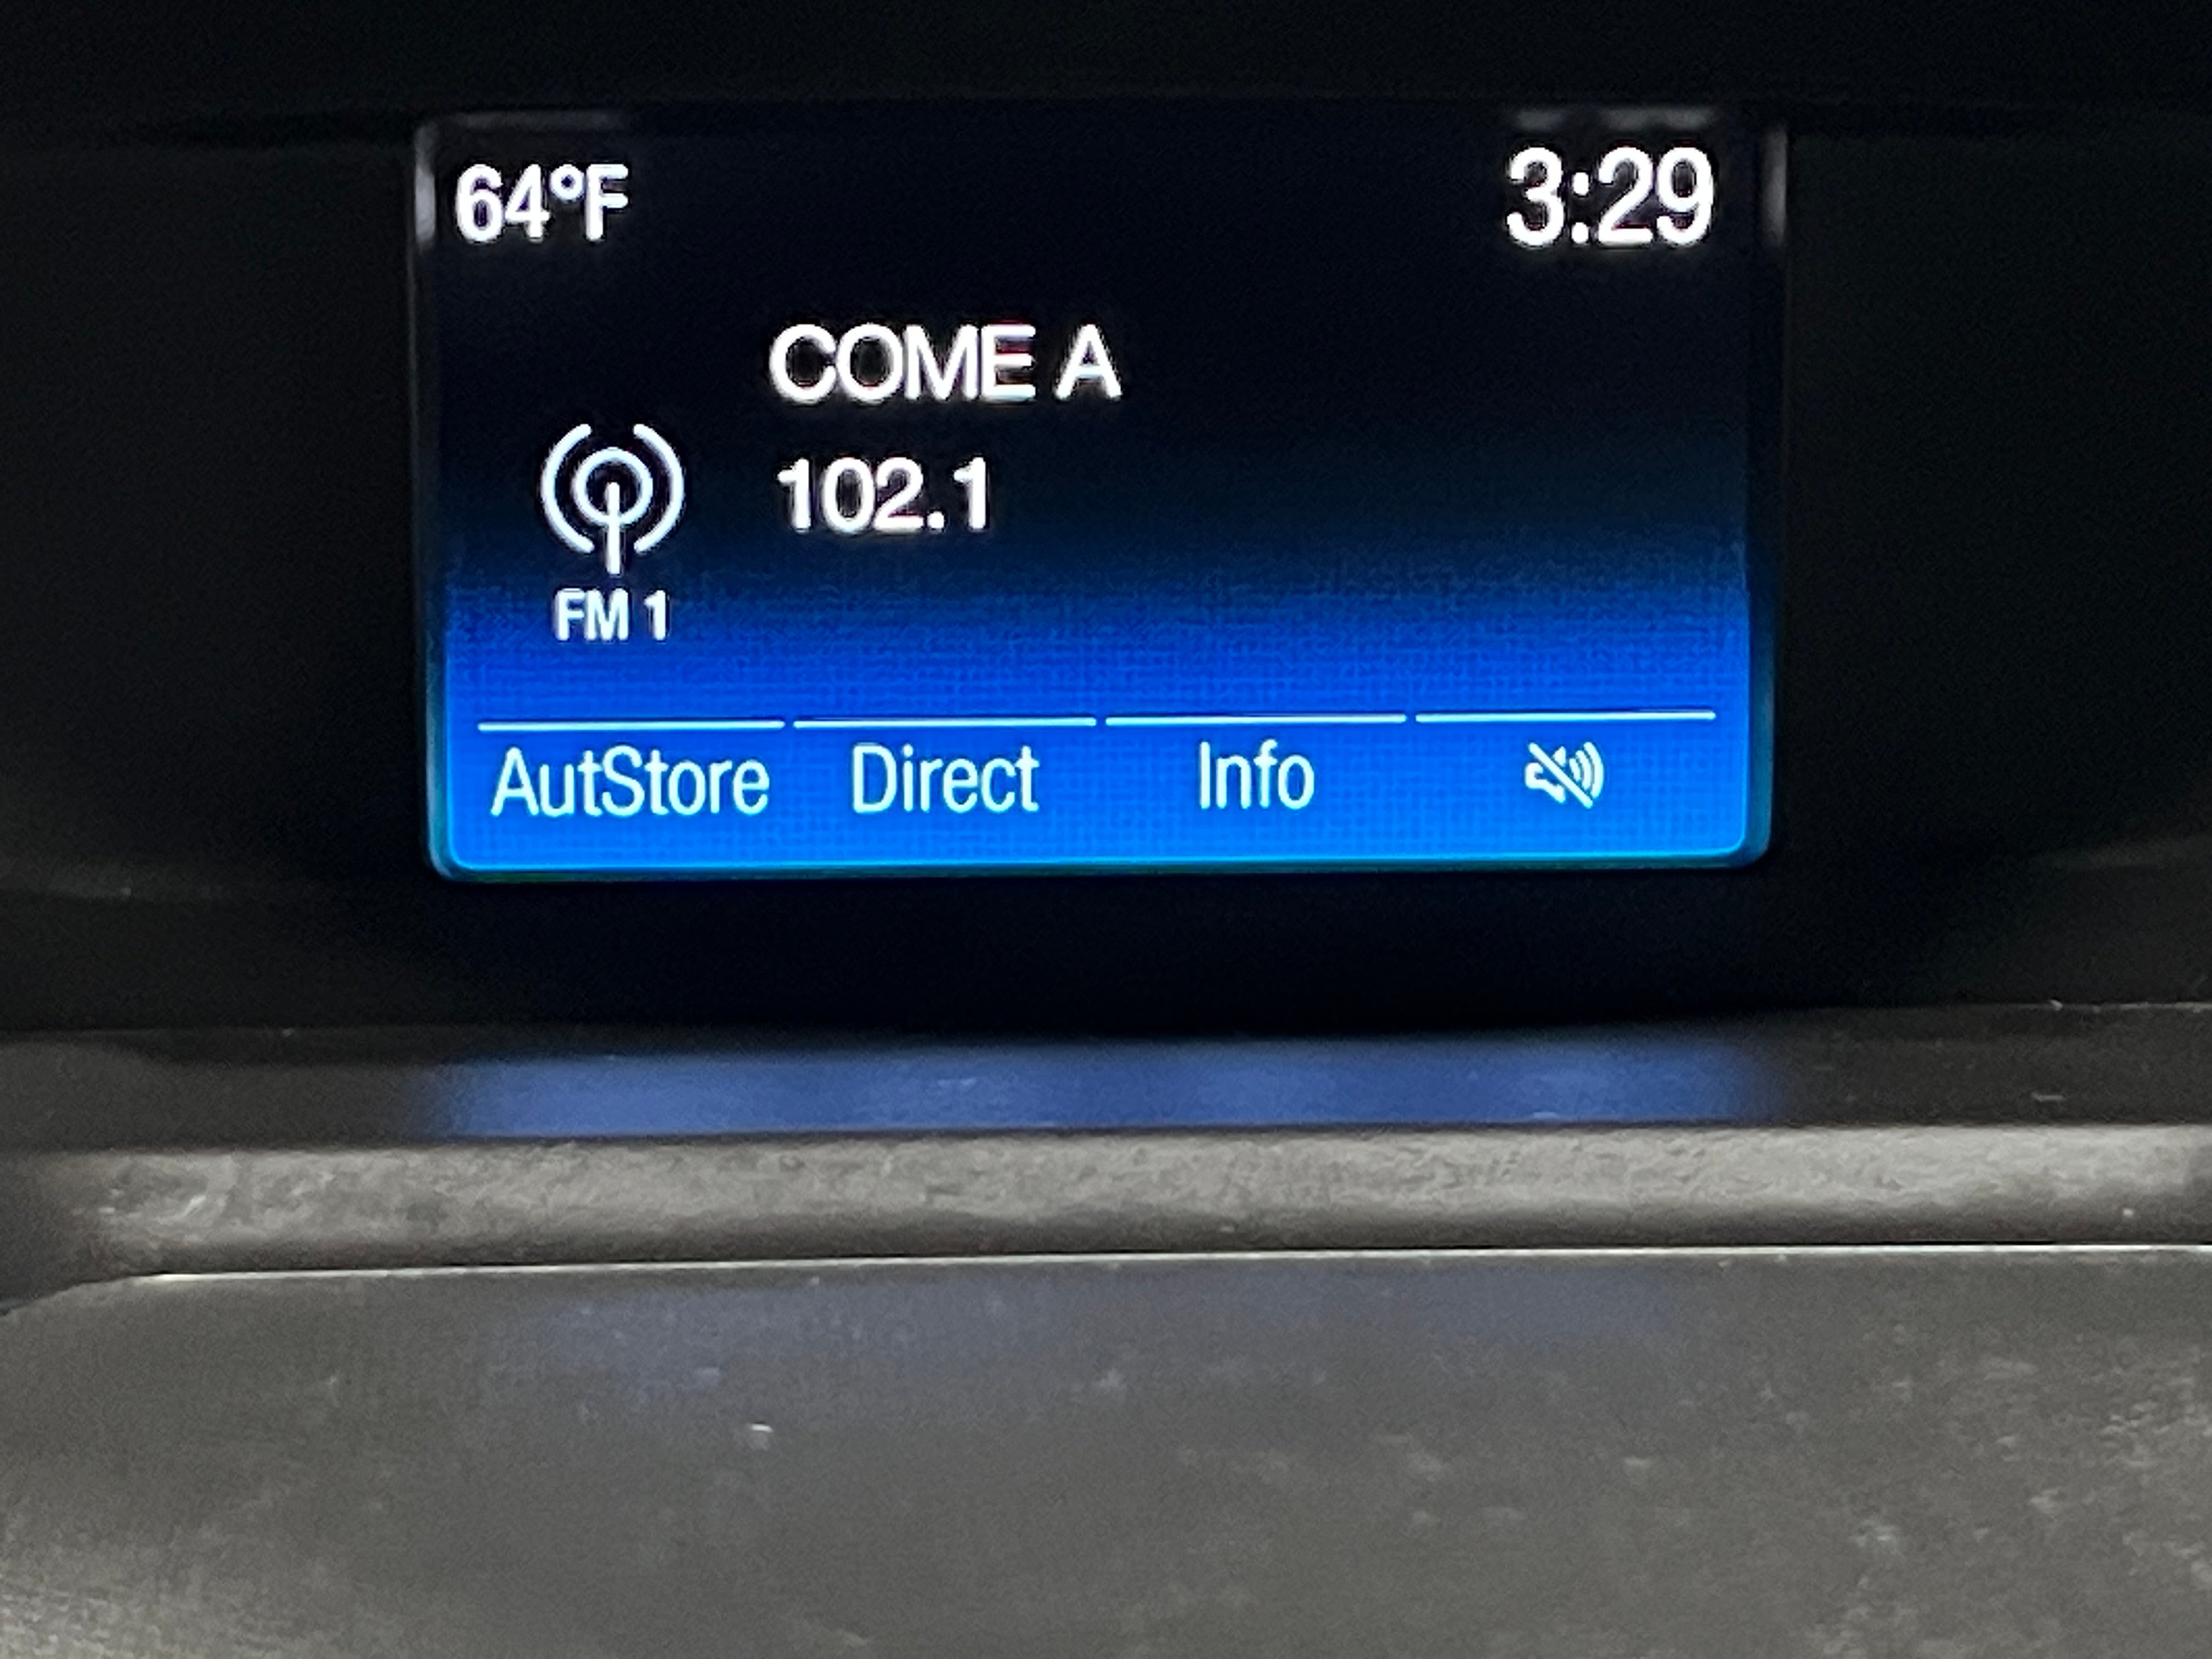 64°F 3:29
COME A
102.1
FM 1
AutStore Direct Info